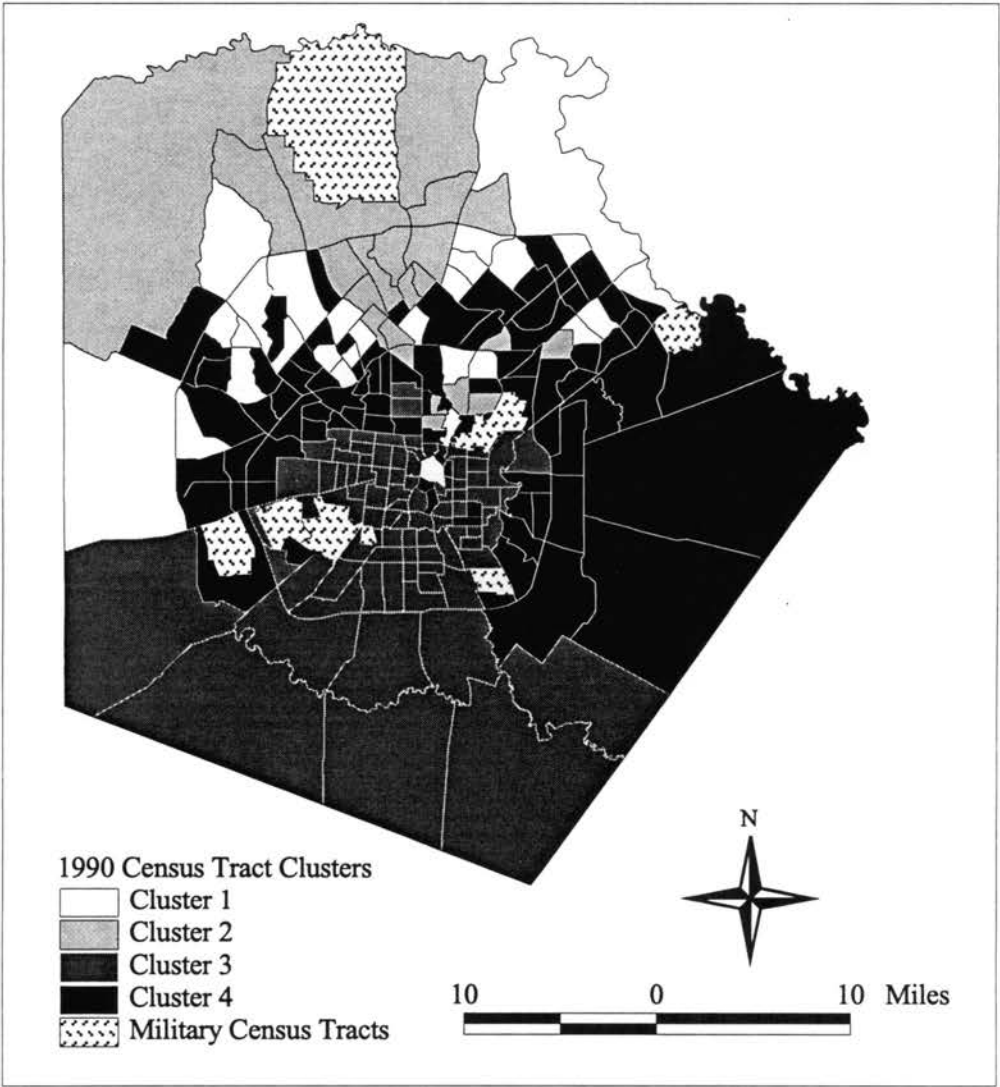 1990 Census Tract Clusters
Cluster 1
Cluster 2
Cluster 3
Cluster 4
Military Census Tracts
N
10 0 10 Miles